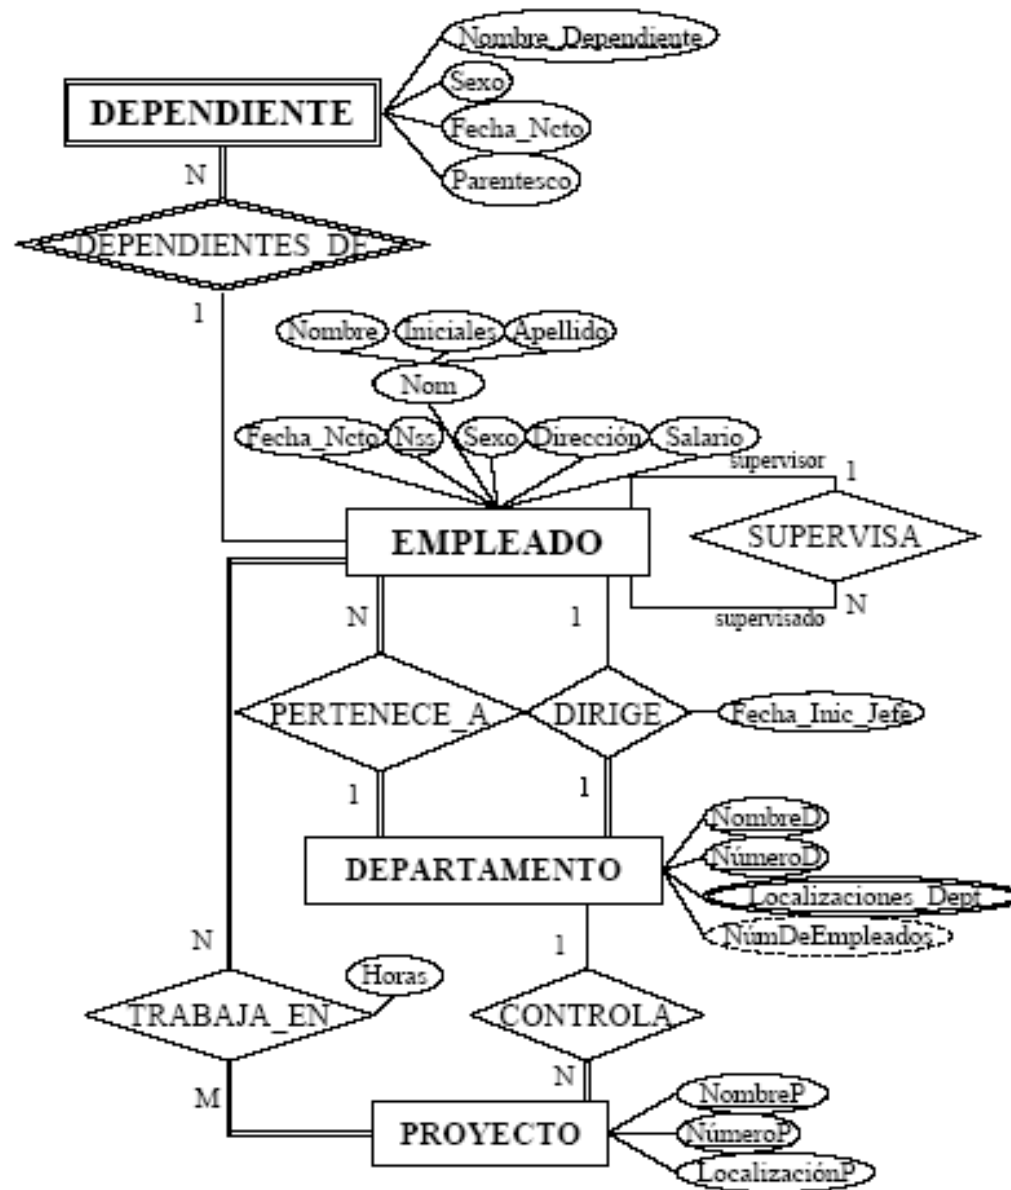 Nombre_Dependiente
DEPENDIENTE
Sexo
Fecha_Ncto
Parentesco
N
DEPENDIENTES_DE
1
Nombre
Iniciales
Apellido
Nom
Fecha_Ncto
Nss
Sexo
Dirección
Salario
supervisor
1
EMPLEADO
SUPERVISA
N
1
N
supervisado
PERTENECE_A
DIRIGE
Fecha_Inic_Jefe
1
1
NombreD
NúmeroD
DEPARTAMENTO
Localizaciones_Dept
NúmDeEmpleados
N
1
Horas
TRABAJA_EN
CONTROLA
N
M
NombreP
PROYECTO
NúmeroP
LocalizaciónP